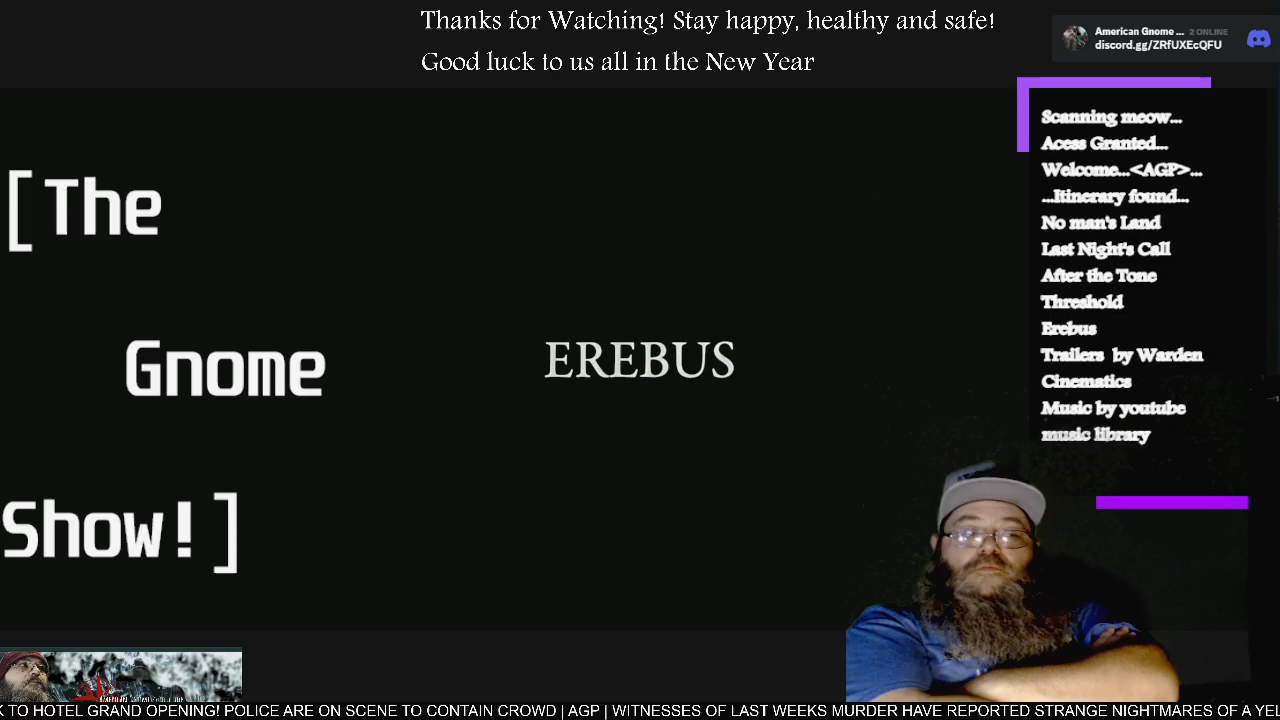 Thanks for Watching! Stay happy, healthy and safe!
Good luck to us all in the New Year
American Gnome ... 2 ONLINE
discord.gg/ZRfUXEcQFU
Scanning meow...
Acess Granted...
Welcome...<AGP>...
...Itinerary found...
No man's Land
Last Night's Call
After the Tone
Threshold
Erebus
Trailers by Warden
Cinematics
Music by youtube
music library
[The
Gnome
Show!]
EREBUS
TO HOTEL GRAND OPENING! POLICE ARE ON SCENE TO CONTAIN CROWD | AGP | WITNESSES OF LAST WEEKS MURDER HAVE REPORTED STRANGE NIGHTMARES OF A